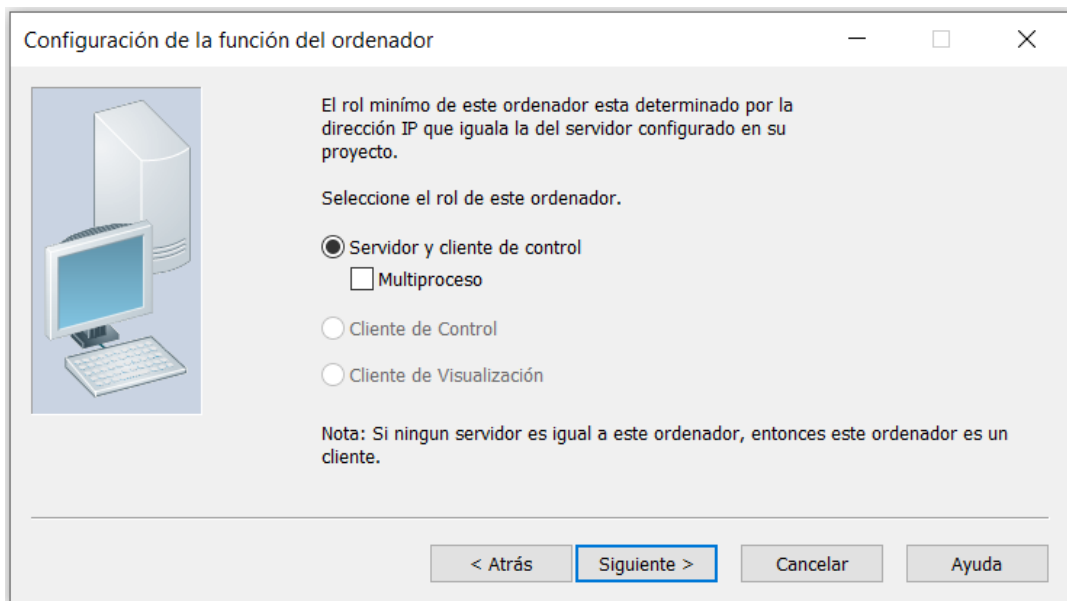 Configuración de la función del ordenador
El rol minímo de este ordenador esta determinado por la
dirección IP que iguala la del servidor configurado en su
proyecto.
Seleccione el rol de este ordenador.
Servidor y cliente de control
Multiproceso
Cliente de Control
Cliente de Visualización
Nota: Si ningun servidor es igual a este ordenador, entonces este ordenador es un
cliente.
< Atrás
Siguiente >
Cancelar
Ayuda